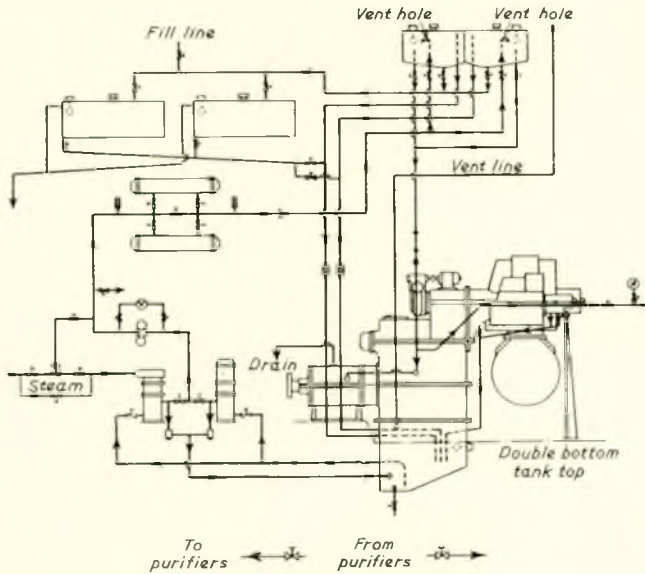 Vent hole
Vent hole
Fill line
Vent line
Drain
Steam
Double bottom
tank top
To
purifiers
From
purifiers